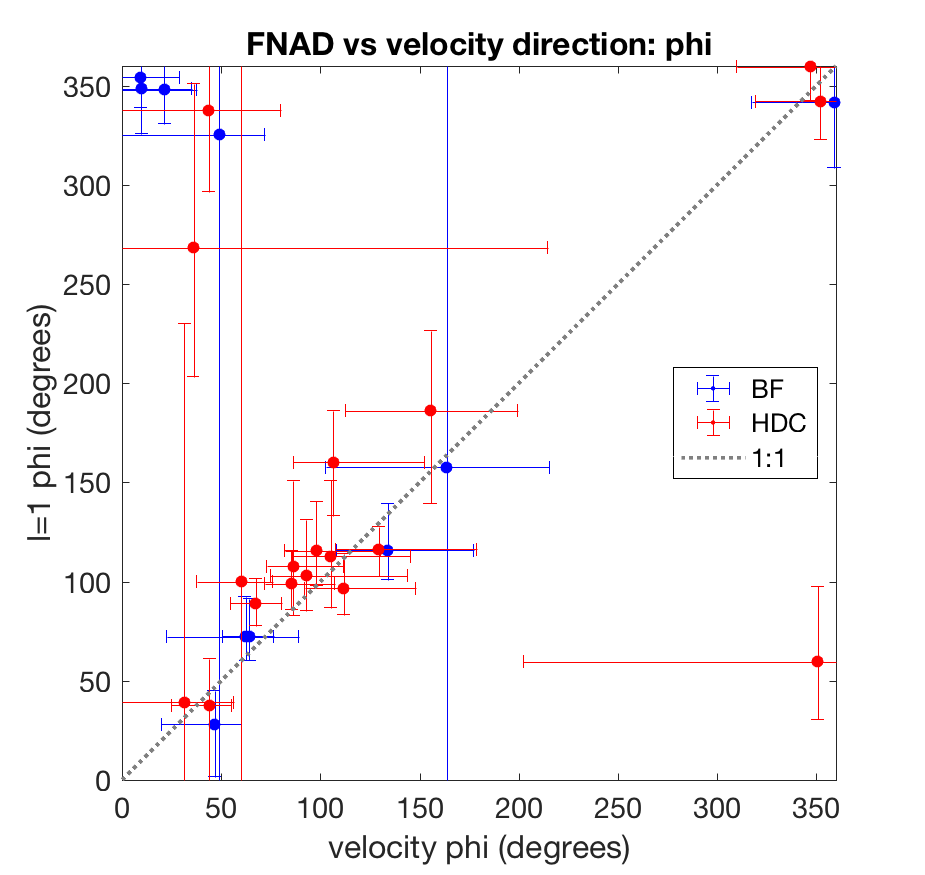 FNAD vs velocity direction: phi
l=1 phi (degrees)
350
300
250
200
150
100
50
0
BF
HDC
1:1
0 50 100 150 200 250 300 350
velocity phi (degrees)